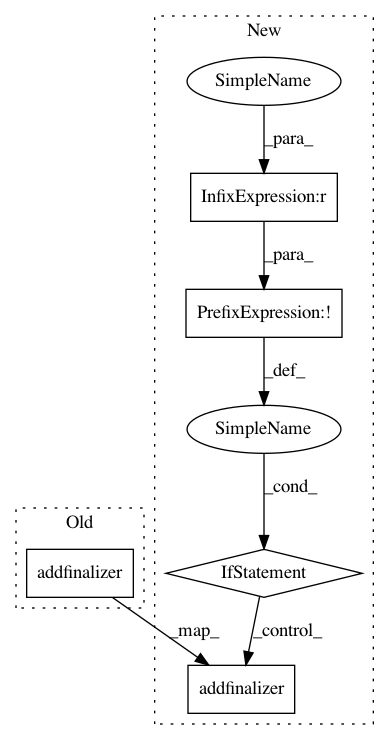 New
SimpleName
_para_
InfixExpression:r
_para_
PrefixExpression:!
_def_
SimpleName
_cond_
Old
IfStatement
addfinalizer
_map_
_control_
addfinalizer